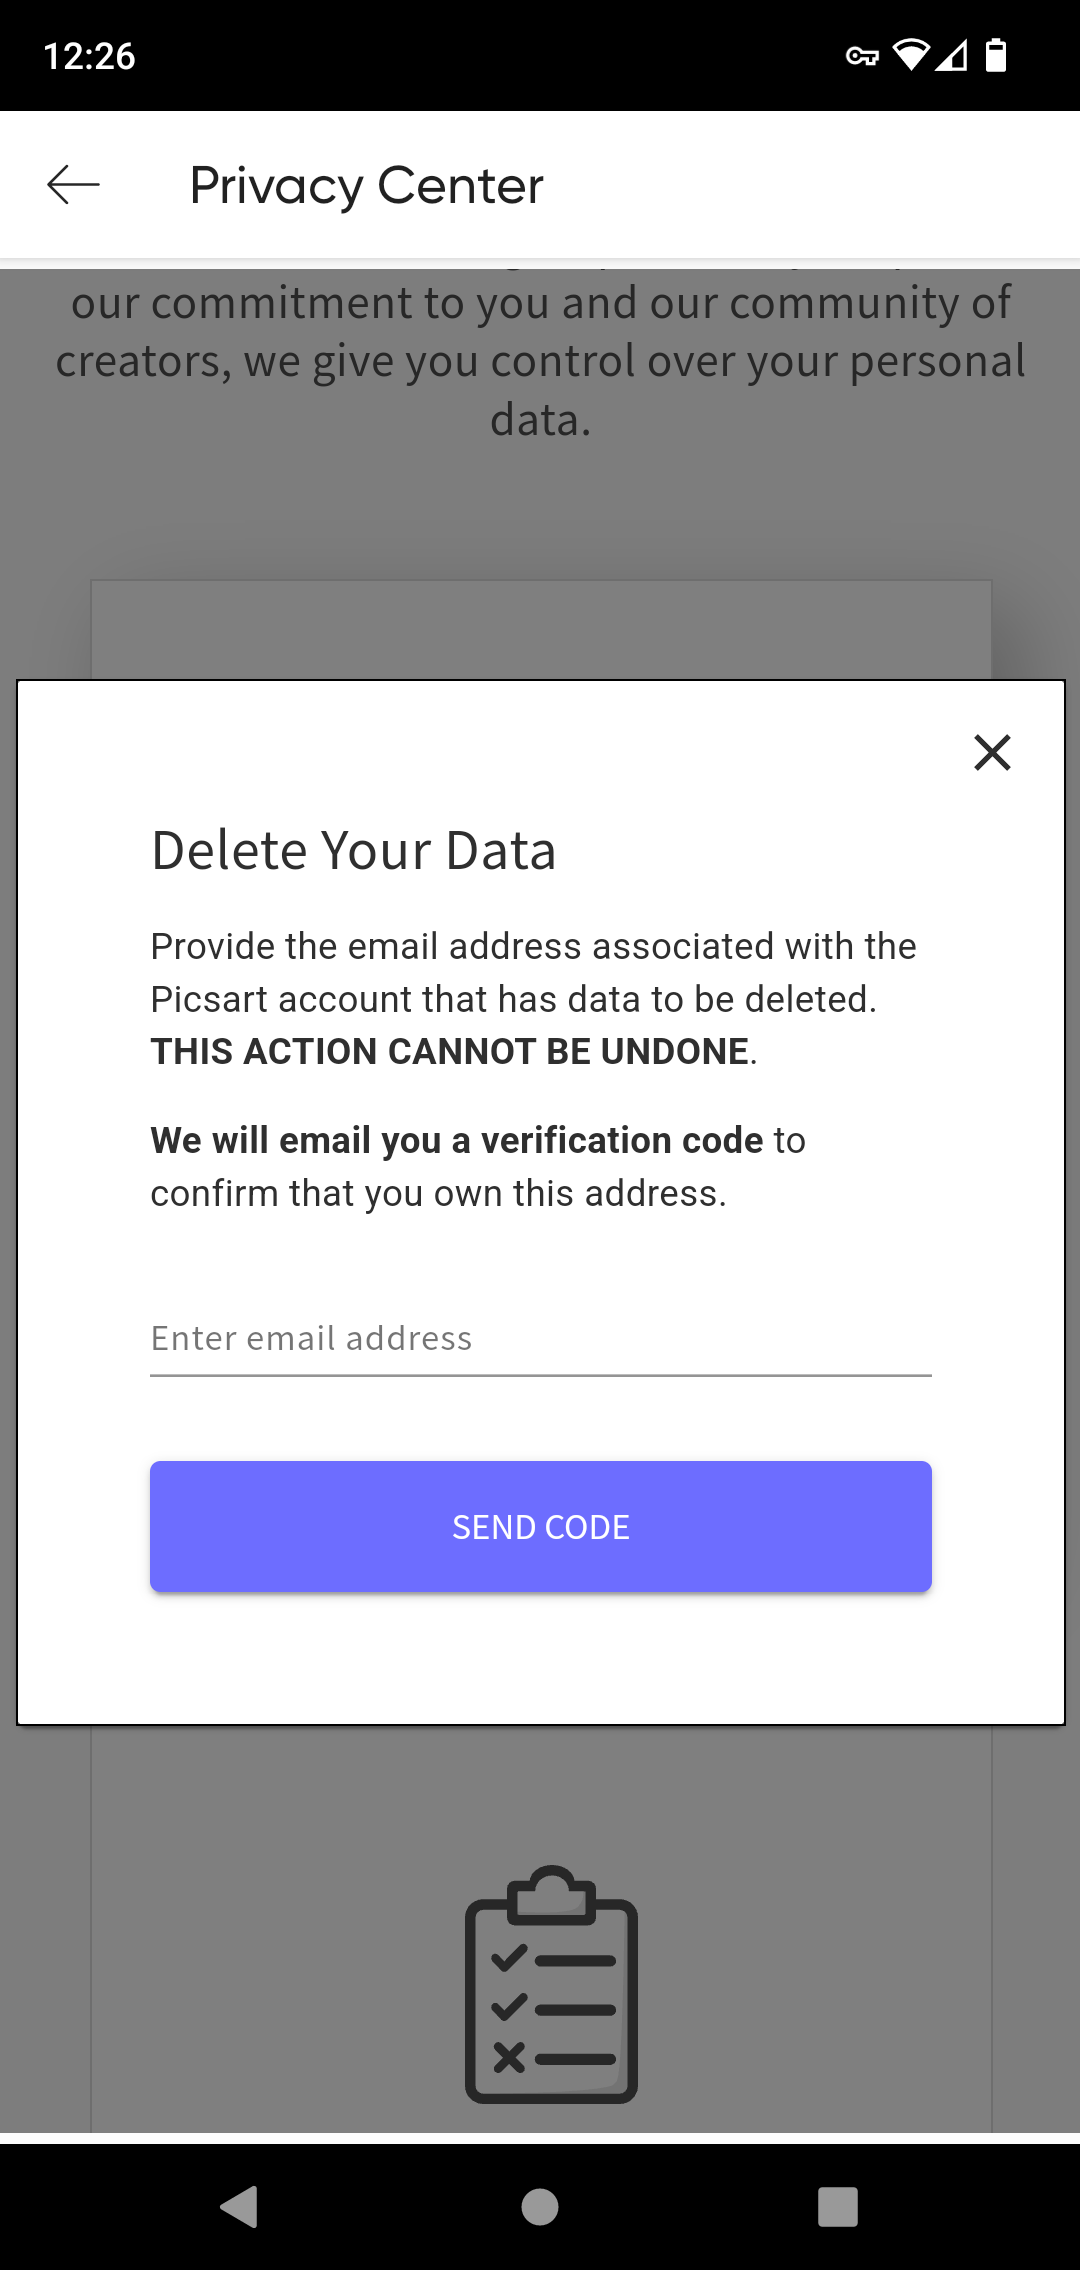 12:26
Privacy Center
our commitment to you and our community of
creators, we give you control over your personal
data.
Delete Your Data
Provide the email address associated with the
Picsart account that has data to be deleted.
THIS ACTION CANNOT BE UNDONE.
We will email you a verification code to
confirm that you own this address.
Enter email address
SEND CODE